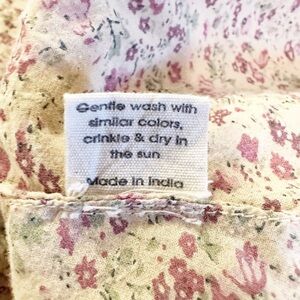 Gentle wash with
similar colors,
crinkle & dry in
the sun
Made in India